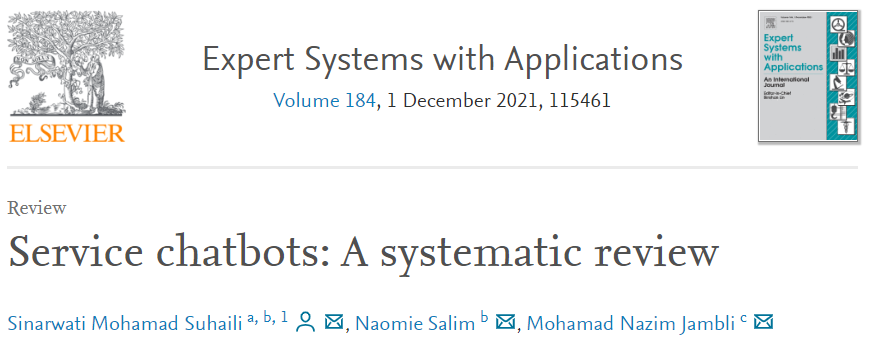 Expert Systems with Applications
Volume 184, 1 December 2021, 115461
ELSEVIER
Expert
Systems
with
Applications
An International
Journal
Review
Service chatbots: A systematic review
Sinarwati Mohamad Suhaili a, b, 1, Naomie Salim b, Mohamad Nazim Jambli c